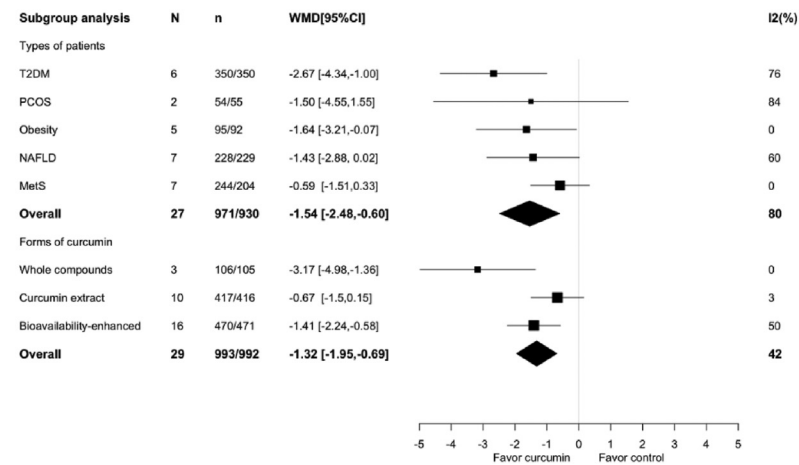 Subgroup analysis N n WMD[95%CI] I2(%)
Types of patients
T2DM 6 350/350 -2.67 [-4.34,-1.00] 76
PCOS 2 54/55 -1.50 [-4.55,1.55] 84
Obesity 5 95/92 -1.64 [-3.21,-0.07] 0
NAFLD 7 228/229 -1.43 [-2.88, 0.02] 60
MetS 7 244/204 -0.59 [-1.51,0.33] 0
Overall 27 971/930 -1.54 [-2.48,-0.60] 80
Forms of curcumin
Whole compounds 3 106/105 -3.17 [-4.98,-1.36] 0
Curcumin extract 10 417/416 -0.67 [-1.5,0.15] 3
Bioavailability-enhanced 16 470/471 -1.41 [-2.24,-0.58] 50
Overall 29 993/992 -1.32 [-1.95,-0.69] 42
-5 -4 -3 -2 -1 0 1 2 3 4 5
Favor curcumin Favor control